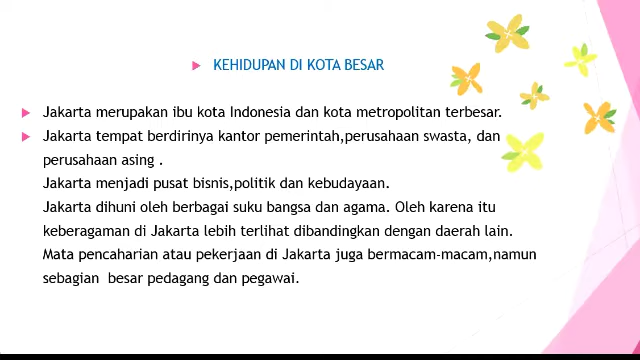 KEHIDUPAN DI KOTA BESAR
Jakarta merupakan ibu kota Indonesia dan kota metropolitan terbesar.
Jakarta tempat berdirinya kantor pemerintah,perusahaan swasta, dan
perusahaan asing .
Jakarta menjadi pusat bisnis,politik dan kebudayaan.
Jakarta dihuni oleh berbagai suku bangsa dan agama. Oleh karena itu
keberagaman di Jakarta lebih terlihat dibandingkan dengan daerah lain.
Mata pencaharian atau pekerjaan di Jakarta juga bermacam-macam,namun
sebagian  besar pedagang dan pegawai.